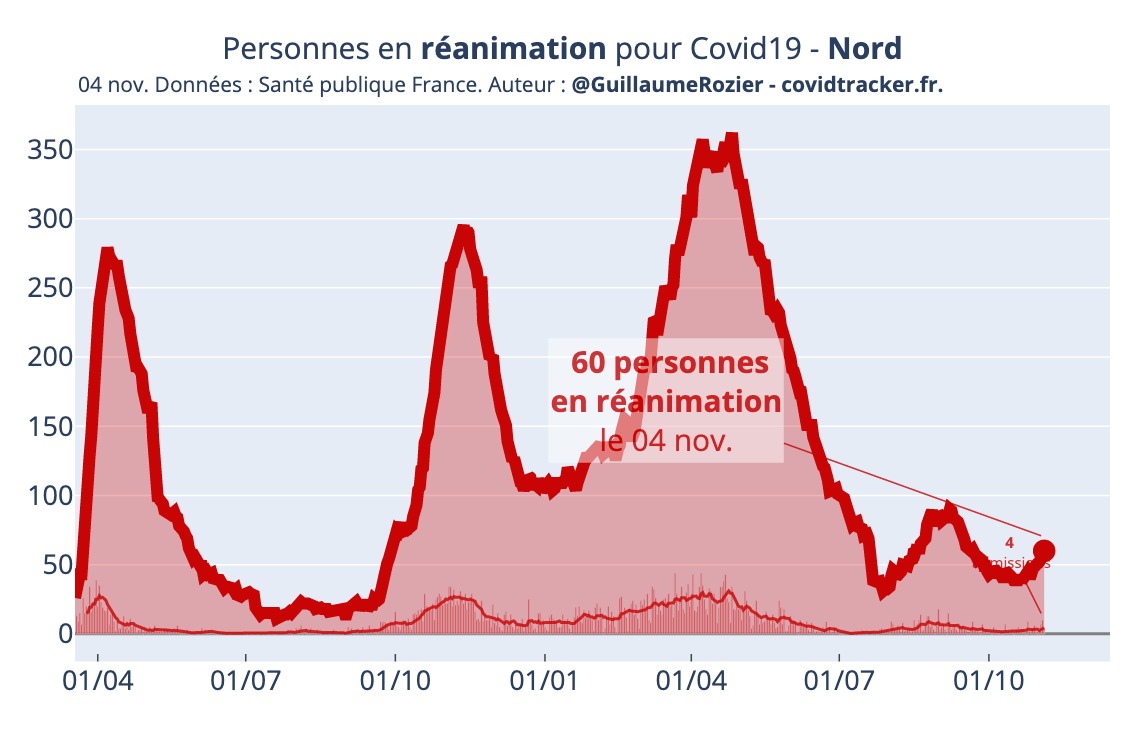 Personnes en réanimation pour Covid19 - Nord
04 nov. Données : Santé publique France. Auteur : @GuillaumeRozier - covidtracker.fr.
350
300
250
200
150
100
50
0
60 personnes
en réanimation
le 04 nov.
4
01/04 01/07 01/10 01/01 01/04 01/07 01/10